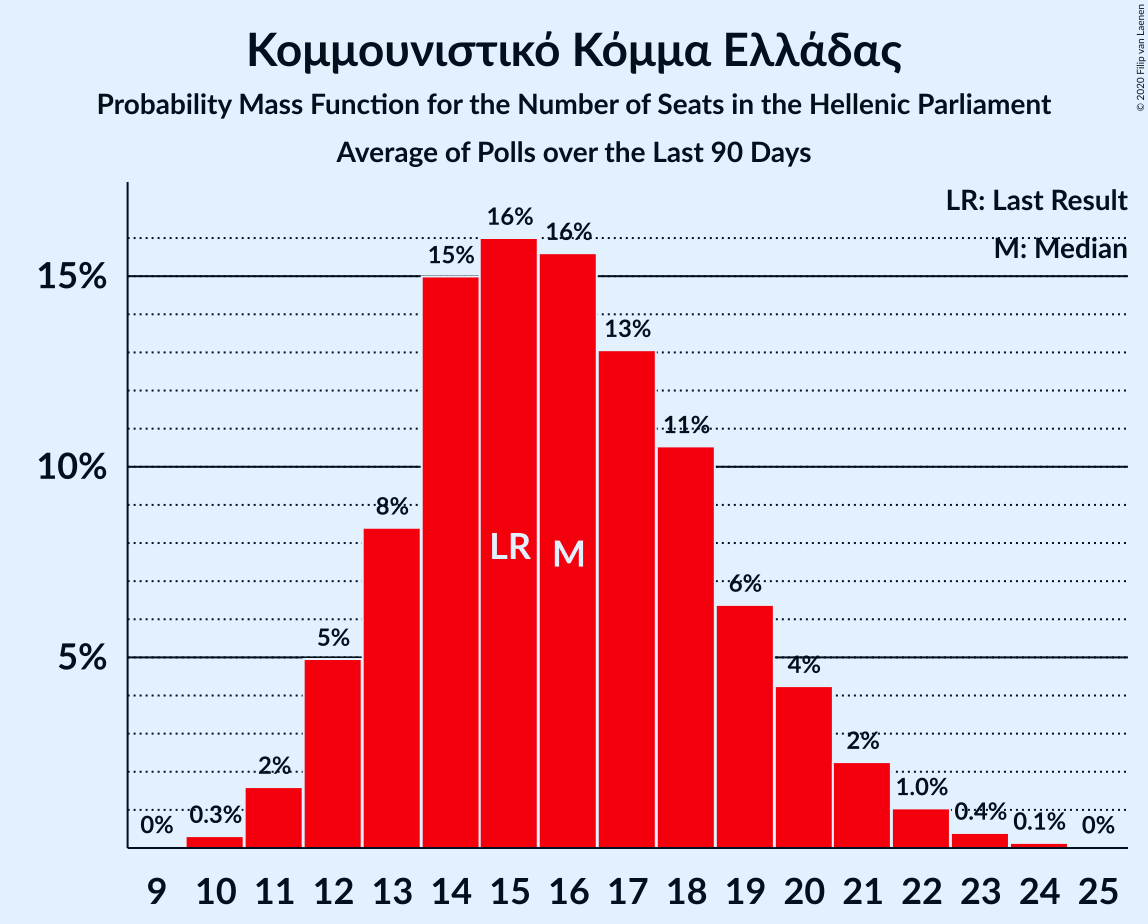 Κομμουνιστικό Κόμμα Ελλάδας
Probability Mass Function for the Number of Seats in the Hellenic Parliament
Average of Polls over the Last 90 Days
© 2020 Filip van Laenen
LR: Last Result
M: Median
15%
10%
5%
0%
0.3%
2%
5%
8%
15%
16%
16%
13%
11%
6%
4%
2%
1.0%
0.4%
0.1%
0%
LR
M
9 10 11 12 13 14 15 16 17 18 19 20 21 22 23 24 25